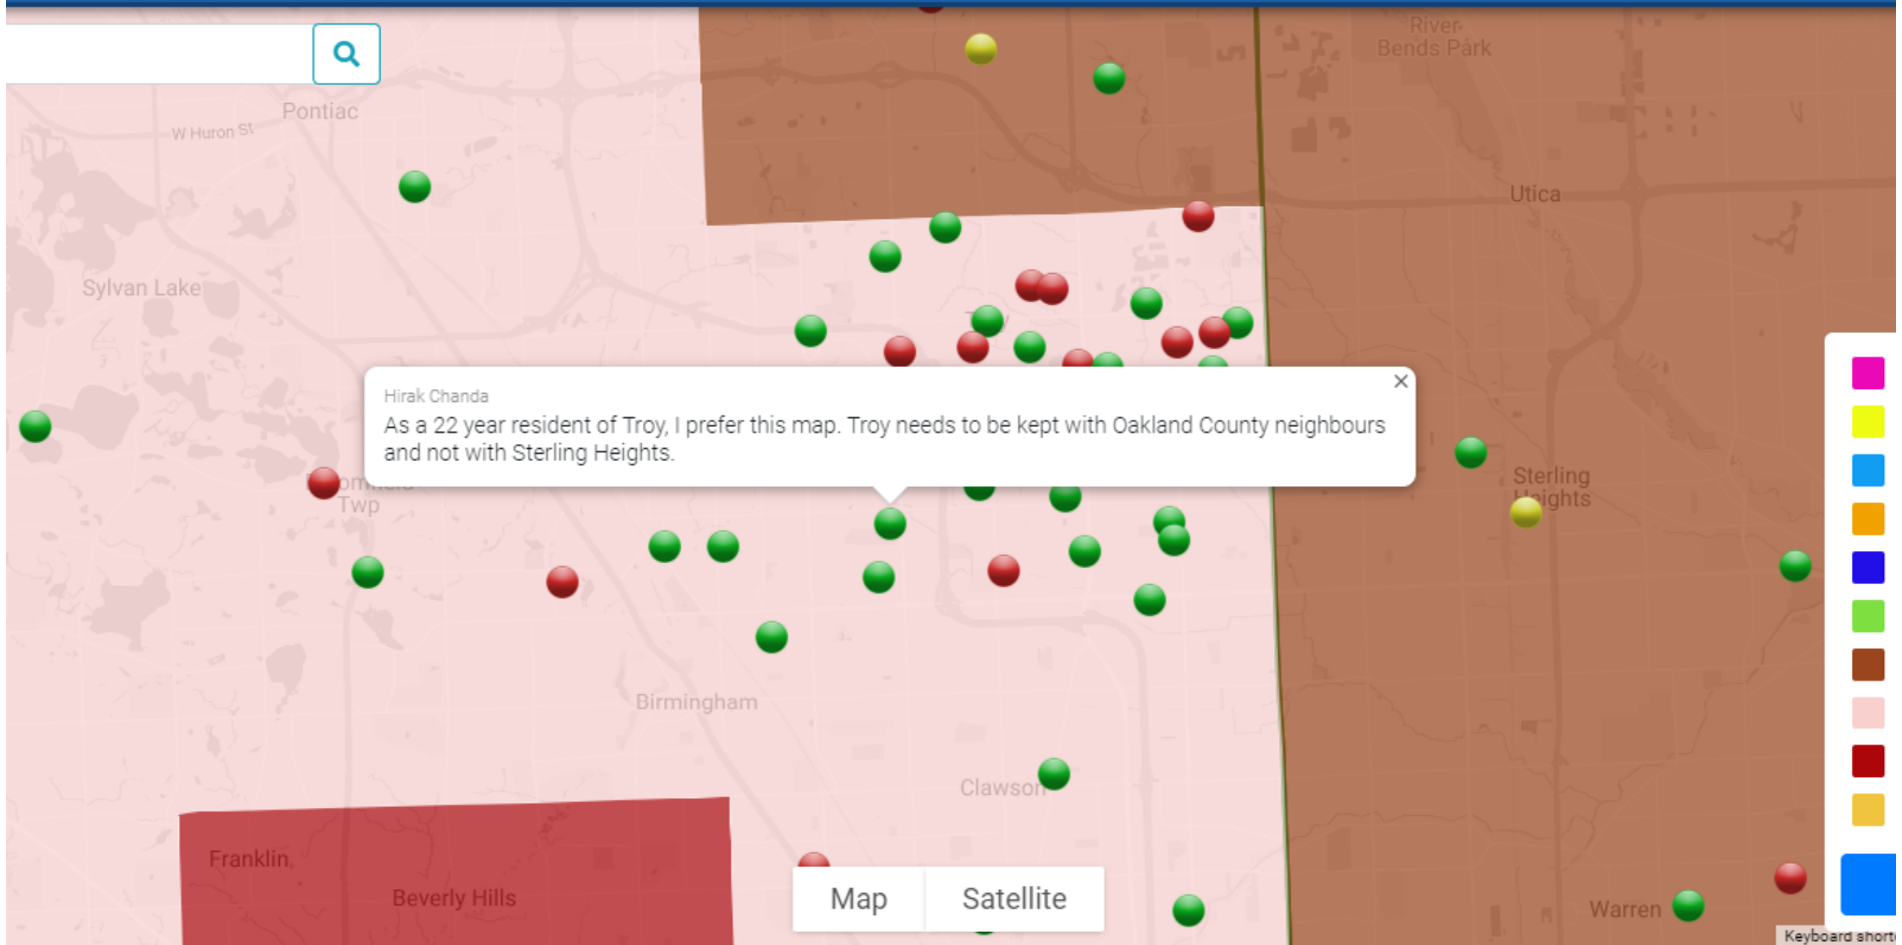 River
Bends Park
Pontiac
W Huron St
Utica
Sylvan Lake
Hirak Chanda
As a 22 year resident of Troy, I prefer this map. Troy needs to be kept with Oakland County neighbours
and not with Sterling Heights.
Sterling
Heights
Twp
Birmingham
Clawson
Franklin
Beverly Hills
Map
Satellite
Warren
Keyboard